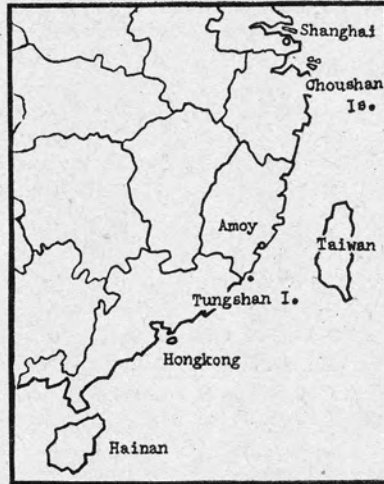 Shanghai
Choushan
Is.
Amoy
Taiwan
Tungshan I.
Hongkong
Hainan